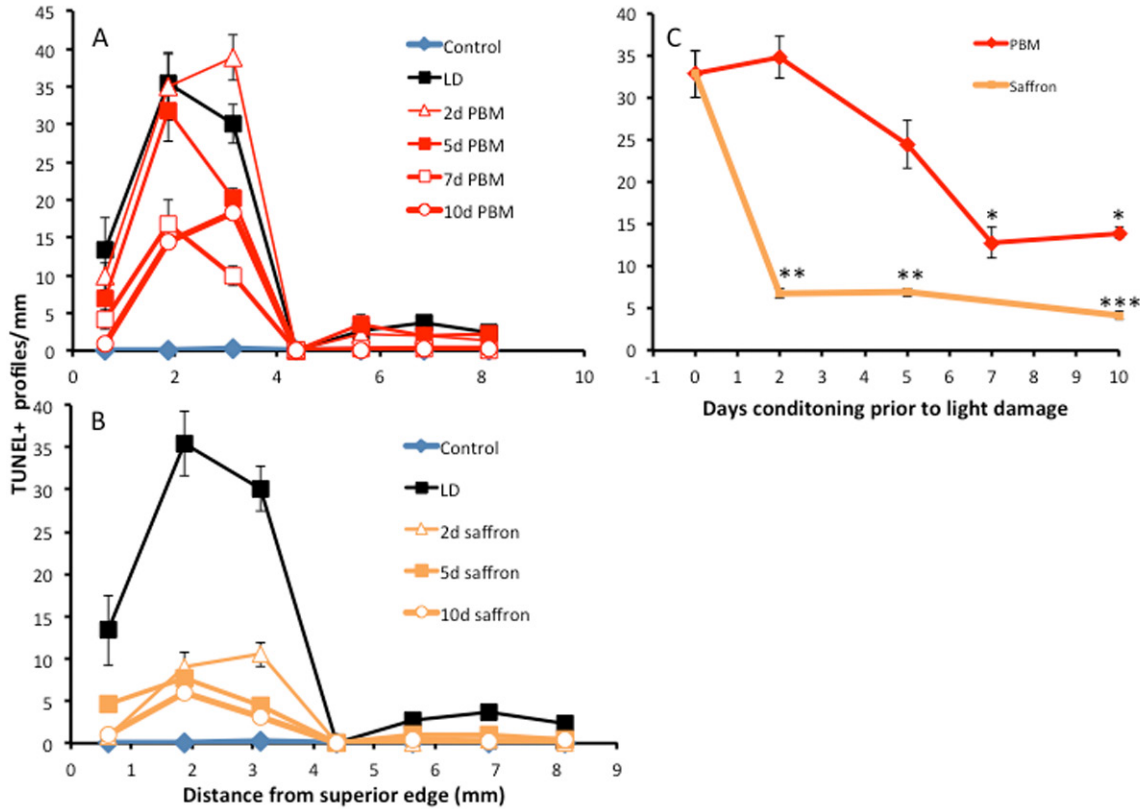 A
45
40
35
30
25
20
15
10
5
0
0 2 4 6 8 10
Control
LD
2d PBM
5d PBM
7d PBM
10d PBM
TUNEL+ profiles/mm
B
40
35
30
25
20
15
10
5
0
0 1 2 3 4 5 6 7 8 9
Control
LD
2d saffron
5d saffron
10d saffron
Distance from superior edge (mm)
C
40
35
30
25
20
15
10
5
0
-1 0 1 2 3 4 5 6 7 8 9 10
PBM
Saffron
* *
** ** ***
Days conditoning prior to light damage